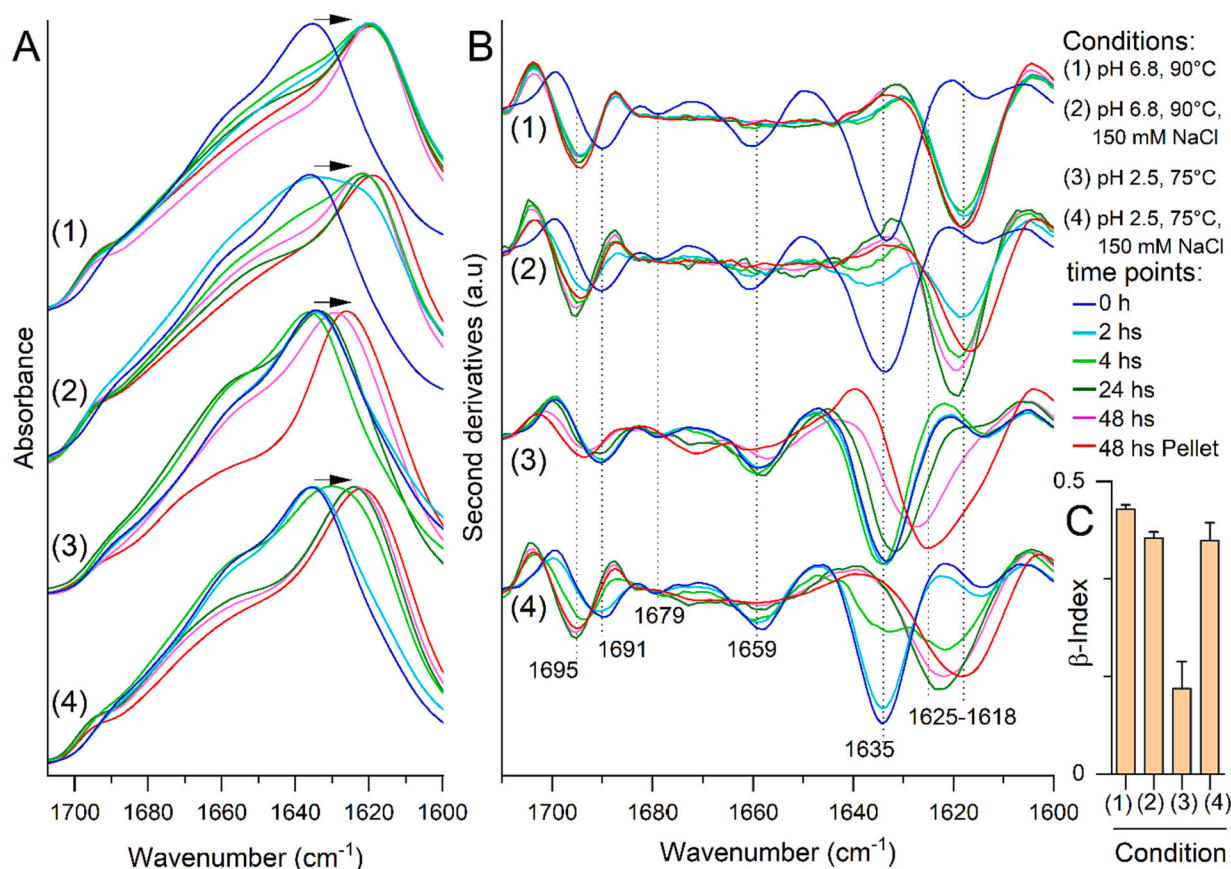 A
B
Conditions:
(1) pH 6.8, 90°C
(2) pH 6.8, 90°C,
150 mM NaCl
(3) pH 2.5, 75°C
(4) pH 2.5, 75°C,
150 mM NaCl
time points:
0 h
2 hs
4 hs
24 hs
48 hs
48 hs Pellet
Absorbance
(1)
(2)
(3)
(4)
1700 1680 1660 1640 1620 1600
Wavenumber (cm⁻¹)
Second derivatives (a.u)
(1)
(2)
(3)
(4)
1695
1691
1679
1659
1635
1625-1618
1700 1680 1660 1640 1620 1600
Wavenumber (cm⁻¹)
C
β-Index
0.5
0
(1) (2) (3) (4)
Condition